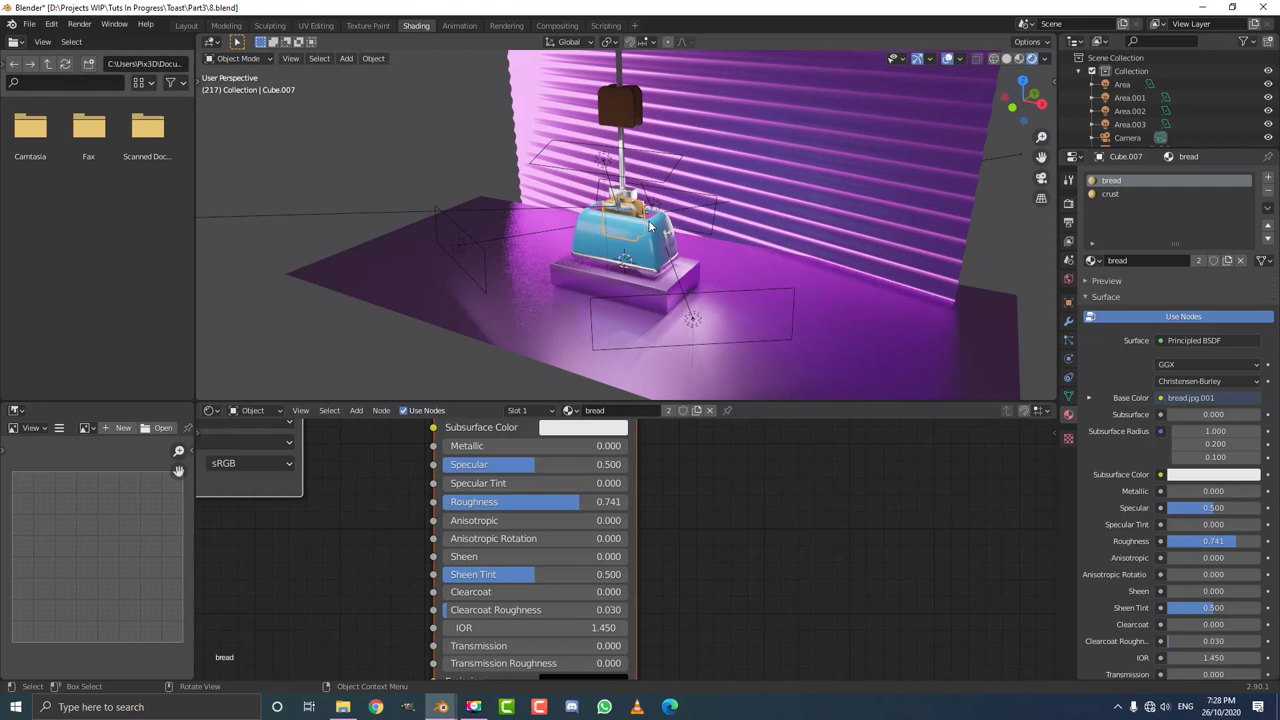 Blender* [D:\Projects WIP\Tuts In Progress\Toast\Part3\8.blend]
File Edit Render Window Help
Layout Modeling Sculpting UV Editing Texture Paint Shading Animation Rendering Compositing Scripting
Scene
View Layer
View Select
Global
Options
C:\Users\Pix3D\Docu...
Object Mode View Select Add Object
User Perspective
(217) Collection | Cube.007
Camtasia Fax Scanned Doc...
Scene Collection
Collection
Area
Area.001
Area.002
Area.003
Camera
Cube.007 bread
bread
crust
bread 2
Preview
Surface
Use Nodes
Surface Principled BSDF
GGX
Christensen-Burley
Base Color bread.jpg.001
Subsurface 0.000
Subsurface Radius 1.000
0.200
0.100
Subsurface Color
Metallic 0.000
Specular 0.500
Specular Tint 0.000
Roughness 0.741
Anisotropic 0.000
Anisotropic Rotatio 0.000
Sheen 0.000
Sheen Tint 0.500
Clearcoat 0.000
Clearcoat Roughn... 0.030
IOR 1.450
Transmission 0.000
Object View Select Add Node Use Nodes Slot 1 bread 2
View New Open
sRGB
Subsurface Color
Metallic 0.000
Specular 0.500
Specular Tint 0.000
Roughness 0.741
Anisotropic 0.000
Anisotropic Rotation 0.000
Sheen 0.000
Sheen Tint 0.500
Clearcoat 0.000
Clearcoat Roughness 0.030
IOR 1.450
Transmission 0.000
Transmission Roughness 0.000
bread
Select Box Select Rotate View Object Context Menu 2.90.1
Type here to search
ENG
7:28 PM
26/10/2020